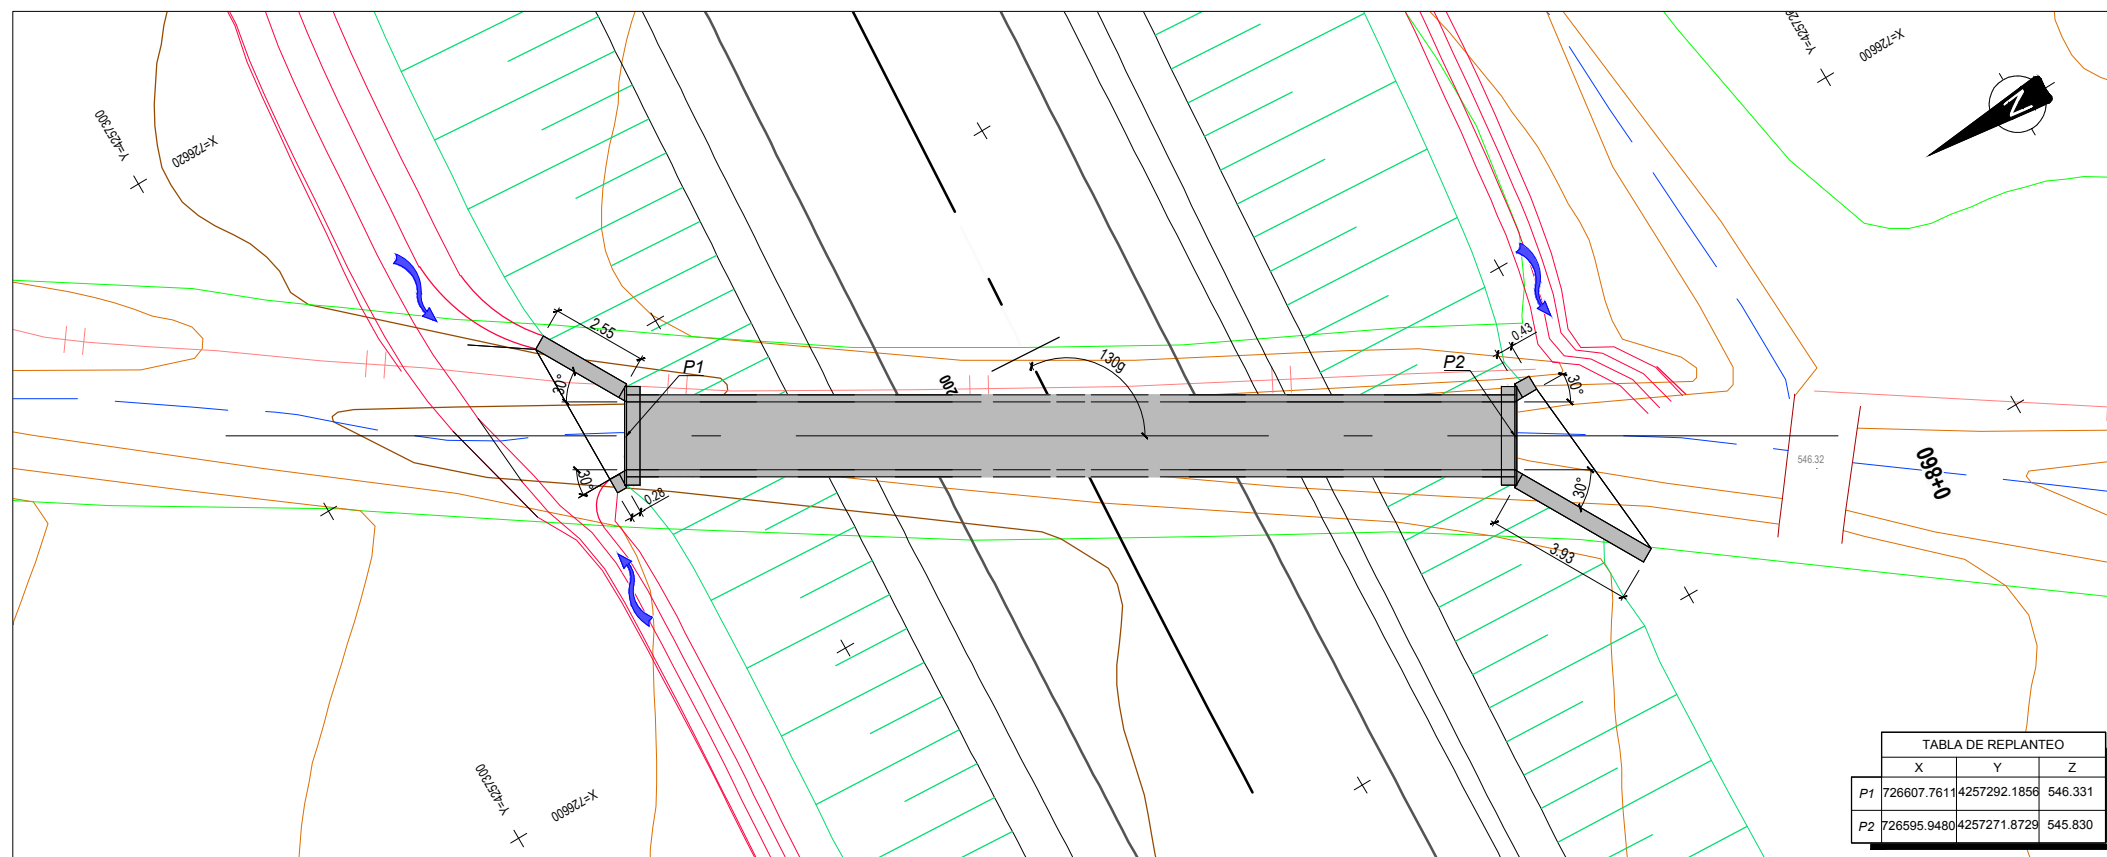 Y=4257300
X=726620
X=726600
N
2.55
0.43
P1
P2
130g
30°
30°
200
546.32
0+860
30°
30°
0.28
3.93
Y=4257300
X=726600
TABLA DE REPLANTEO
X Y Z
P1 726607.7611 4257292.1856 546.331
P2 726595.9480 4257271.8729 545.830